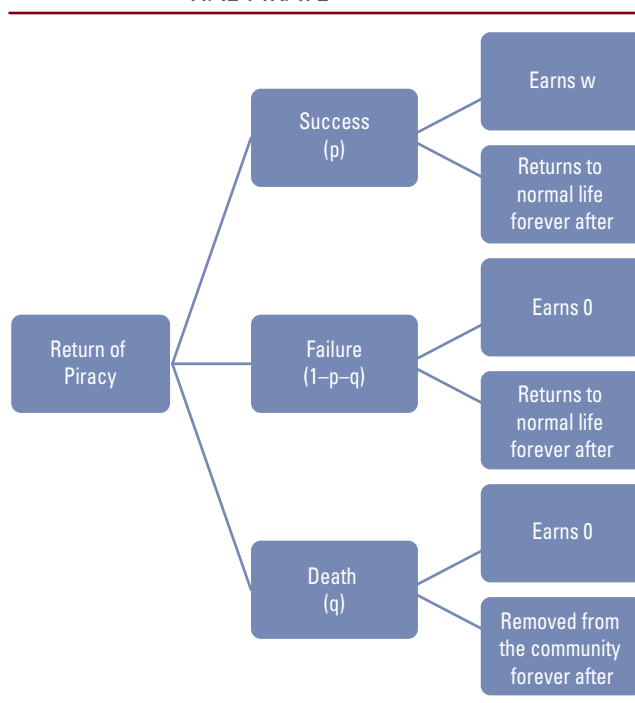 Success
(p)
Earns w
Returns to
normal life
forever after
Return of
Piracy
Failure
(1–p–q)
Earns 0
Returns to
normal life
forever after
Death
(q)
Earns 0
Removed from
the community
forever after